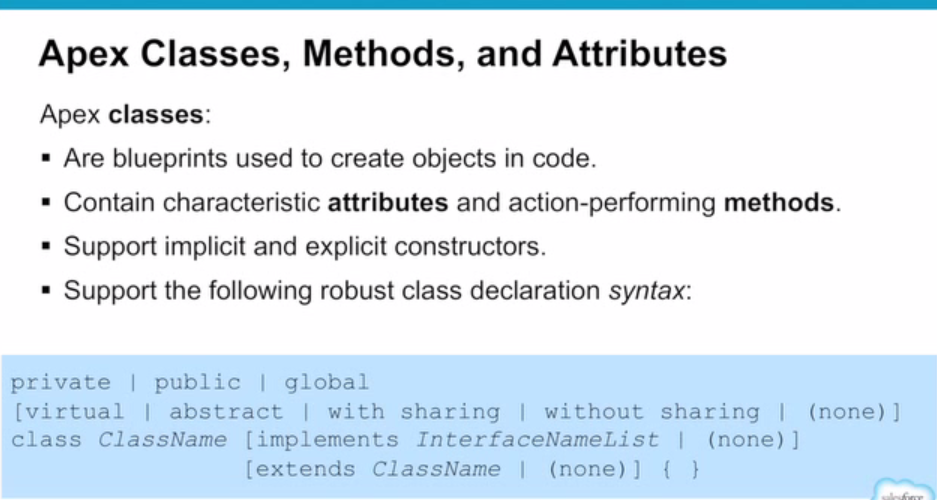 Apex Classes, Methods, and Attributes
Apex classes:
▪ Are blueprints used to create objects in code.
▪ Contain characteristic attributes and action-performing methods.
▪ Support implicit and explicit constructors.
▪ Support the following robust class declaration syntax:
private | public | global
[virtual | abstract | with sharing | without sharing | (none)]
class ClassName [implements InterfaceNameList | (none)]
[extends ClassName | (none)] { }
salesforce